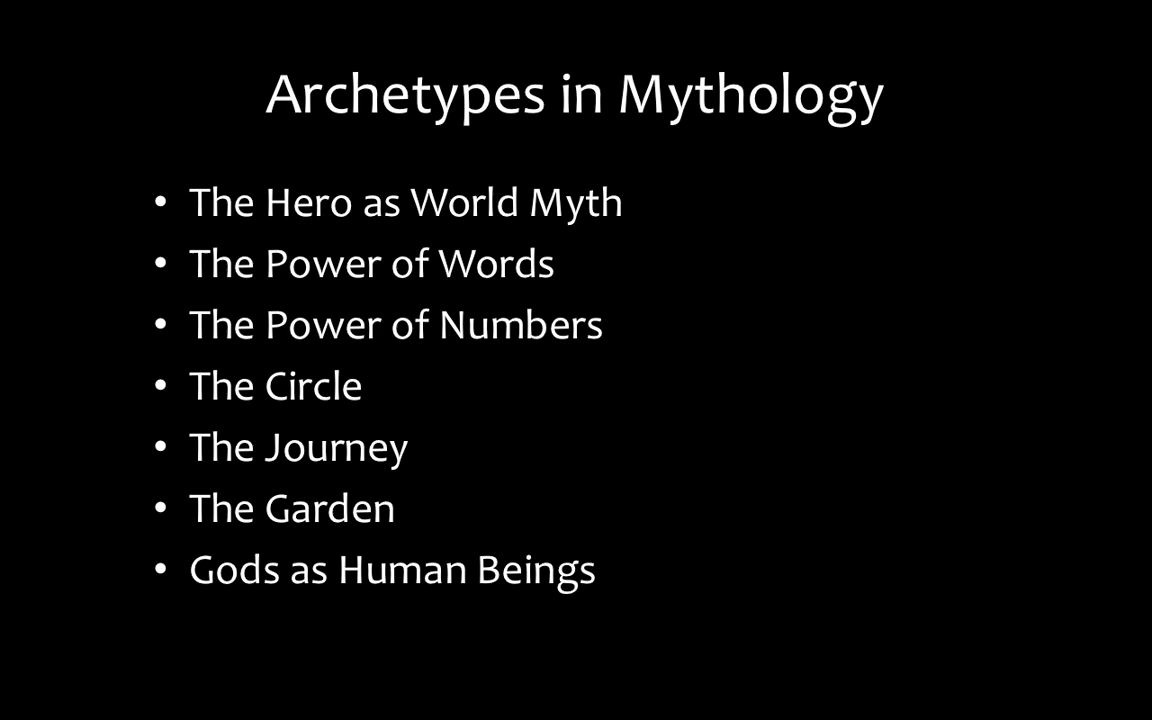 Archetypes in Mythology
• The Hero as World Myth
• The Power of Words
• The Power of Numbers
• The Circle
• The Journey
• The Garden
• Gods as Human Beings